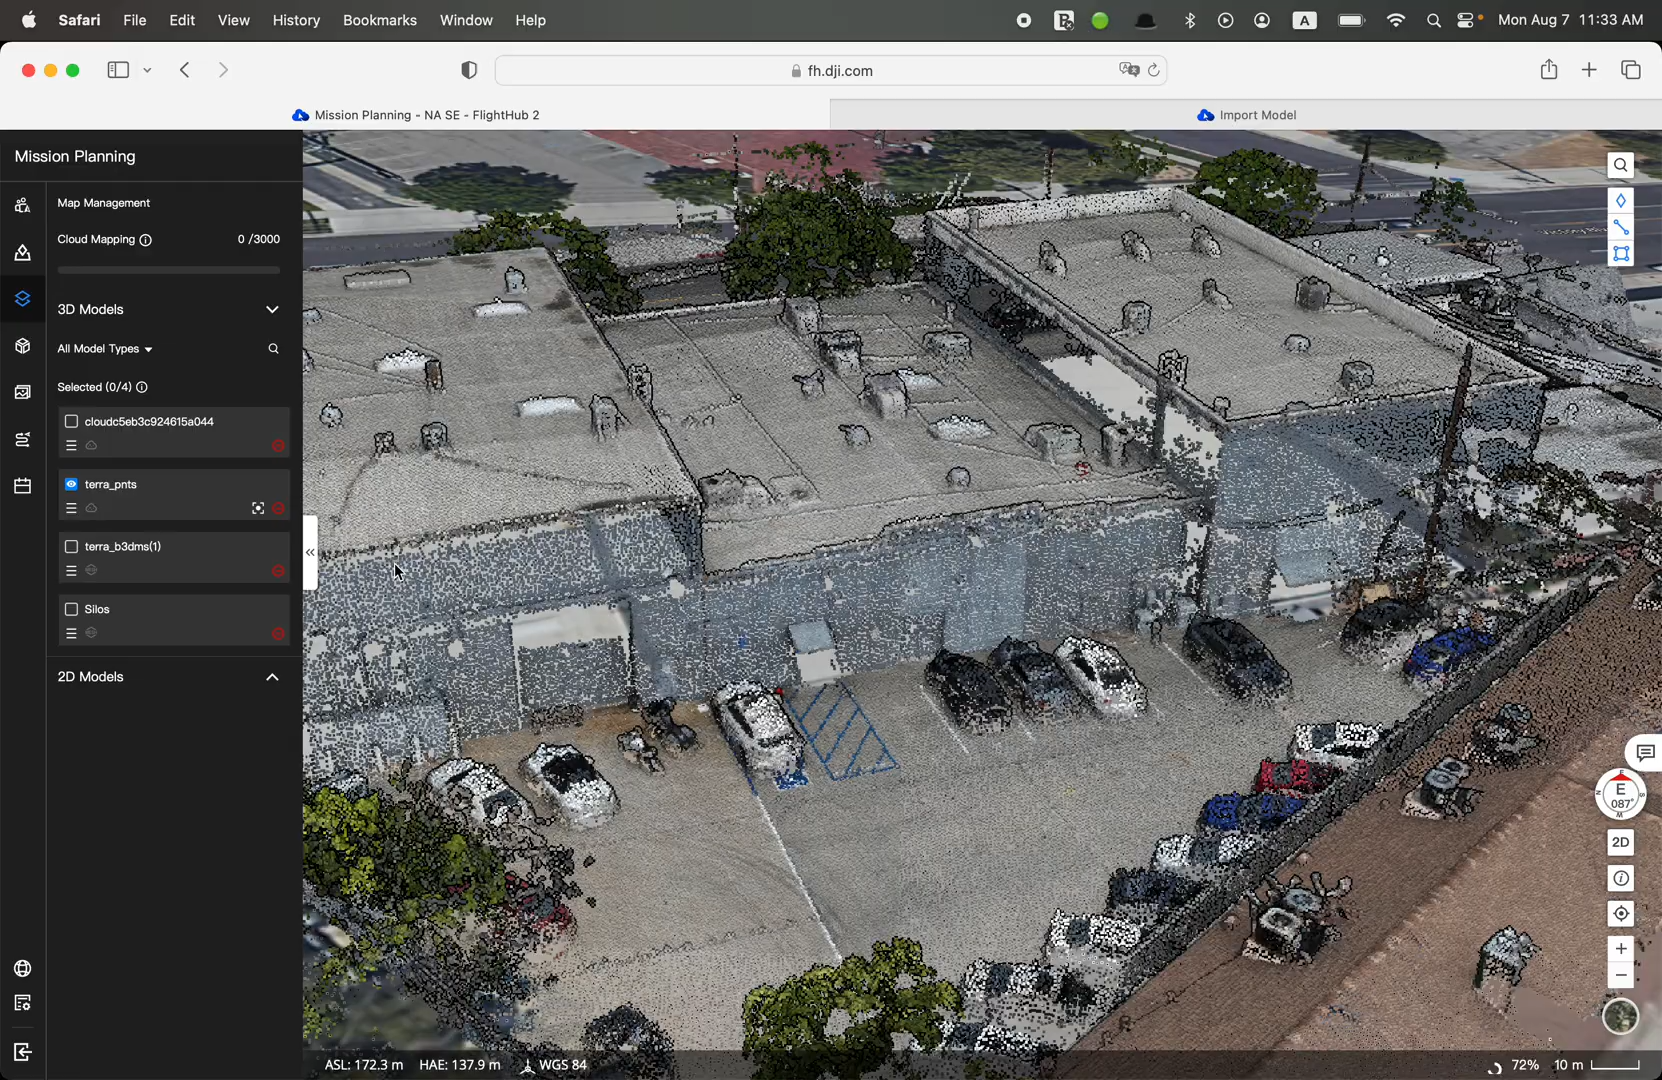 Safari File Edit View History Bookmarks Window Help A Mon Aug 7 11:33 AM
fh.dji.com
Mission Planning - NA SE - FlightHub 2
Import Model
Mission Planning
Map Management
Cloud Mapping 0 /3000
3D Models
All Model Types
Selected (0/4)
cloudc5eb3c924615a044
terra_pnts
terra_b3dms(1)
Silos
2D Models
E
087°
2D
ASL: 172.3 m HAE: 137.9 m WGS 84
72% 10 m